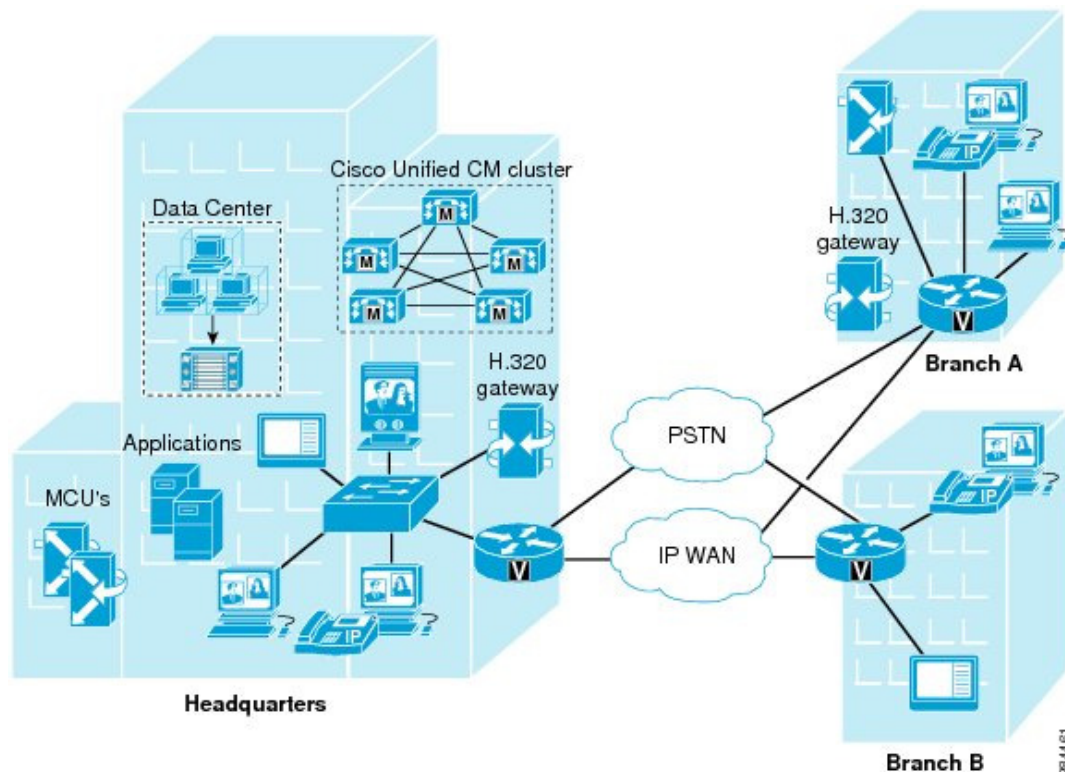 Cisco Unified CM cluster
Data Center
M
M
M
M
M
H.320
gateway
Applications
MCU's
V
IP
Headquarters
PSTN
IP WAN
IP
H.320
gateway
V
Branch A
IP
V
Branch B